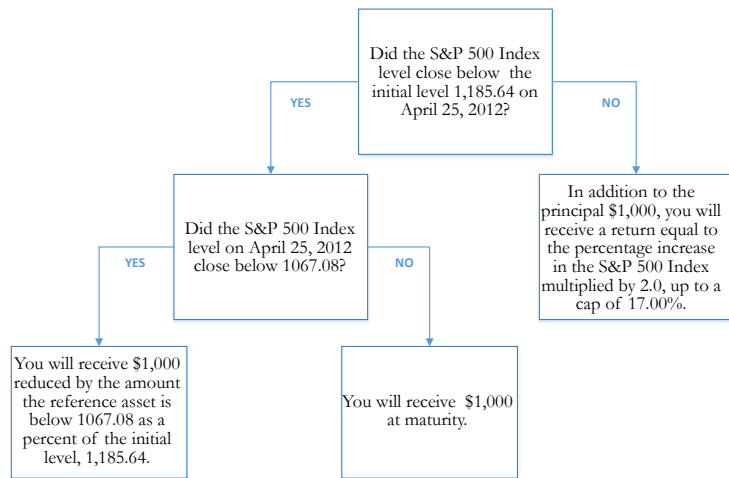 Did the S&P 500 Index
level close below the
initial level 1,185.64 on
April 25, 2012?
YES
NO
Did the S&P 500 Index
level on April 25, 2012
close below 1067.08?
In addition to the
principal $1,000, you will
receive a return equal to
the percentage increase
in the S&P 500 Index
multiplied by 2.0, up to a
cap of 17.00%.
YES
NO
You will receive $1,000
reduced by the amount
the reference asset is
below 1067.08 as a
percent of the initial
level, 1,185.64.
You will receive $1,000
at maturity.